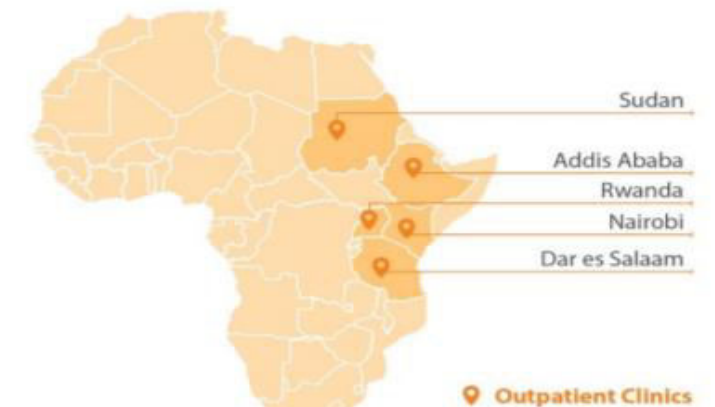 Sudan
Addis Ababa
Rwanda
Nairobi
Dar es Salaam
Outpatient Clinics